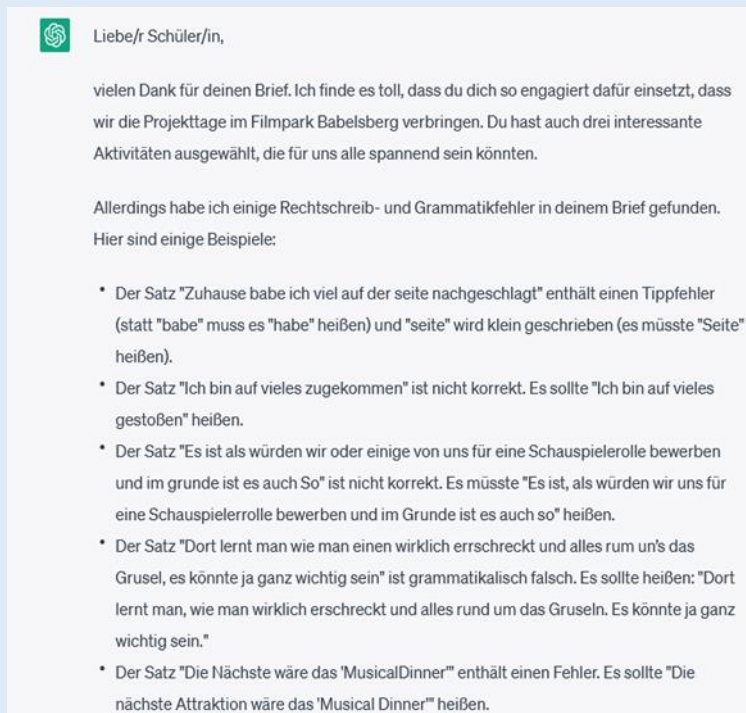 Liebe/r Schüler/in,
vielen Dank für deinen Brief. Ich finde es toll, dass du dich so engagiert dafür einsetzt, dass
wir die Projekttage im Filmpark Babelsberg verbringen. Du hast auch drei interessante
Aktivitäten ausgewählt, die für uns alle spannend sein könnten.
Allerdings habe ich einige Rechtschreib- und Grammatikfehler in deinem Brief gefunden.
Hier sind einige Beispiele:
• Der Satz "Zuhause babe ich viel auf der seite nachgeschlagt" enthält einen Tippfehler
(statt "babe" muss es "habe" heißen) und "seite" wird klein geschrieben (es müsste "Seite"
heißen).
• Der Satz "Ich bin auf vieles zugekommen" ist nicht korrekt. Es sollte "Ich bin auf vieles
gestoßen" heißen.
• Der Satz "Es ist als würden wir oder einige von uns für eine Schauspielerolle bewerben
und im grunde ist es auch So" ist nicht korrekt. Es müsste "Es ist, als würden wir uns für
eine Schauspielerrolle bewerben und im Grunde ist es auch so" heißen.
• Der Satz "Dort lernt man wie man einen wirklich errschreckt und alles rum un's das
Grusel, es könnte ja ganz wichtig sein" ist grammatikalisch falsch. Es sollte heißen: "Dort
lernt man, wie man wirklich erschreckt und alles rund um das Gruseln. Es könnte ja ganz
wichtig sein."
• Der Satz "Die Nächste wäre das 'MusicalDinner'" enthält einen Fehler. Es sollte "Die
nächste Attraktion wäre das 'Musical Dinner'" heißen.